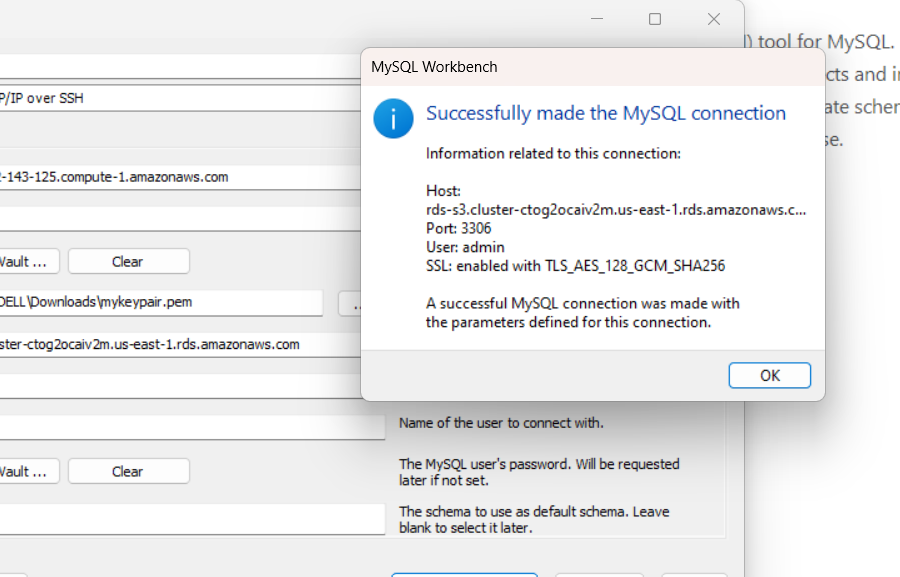 ) tool for MySQL.
MySQL Workbench
cts and i
P/IP over SSH
ate scher
Successfully made the MySQL connection
se.
Information related to this connection:
-143-125.compute-1.amazonaws.com
Host:
rds-s3.cluster-ctog2ocaiv2m.us-east-1.rds.amazonaws.c...
Port: 3306
User: admin
Vault ...
Clear
SSL: enabled with TLS_AES_128_GCM_SHA256
DELL\Downloads\mykeypair.pem
..
A successful MySQL connection was made with
the parameters defined for this connection.
ster-ctog2ocaiv2m.us-east-1.rds.amazonaws.com
OK
Name of the user to connect with.
Vault ...
Clear
The MySQL user's password. Will be requested
later if not set.
The schema to use as default schema. Leave
blank to select it later.